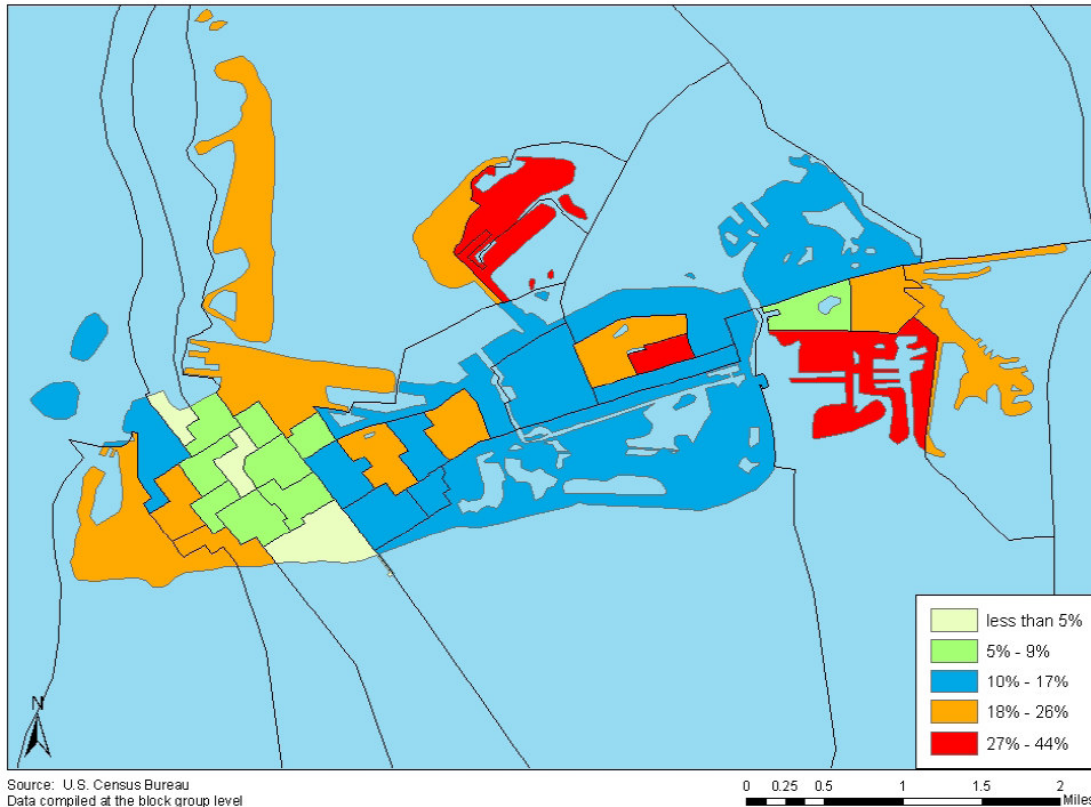 less than 5%
5% - 9%
10% - 17%
18% - 26%
27% - 44%
N
Source: U.S. Census Bureau
Data compiled at the block group level
0 0.25 0.5 1 1.5 2
Miles